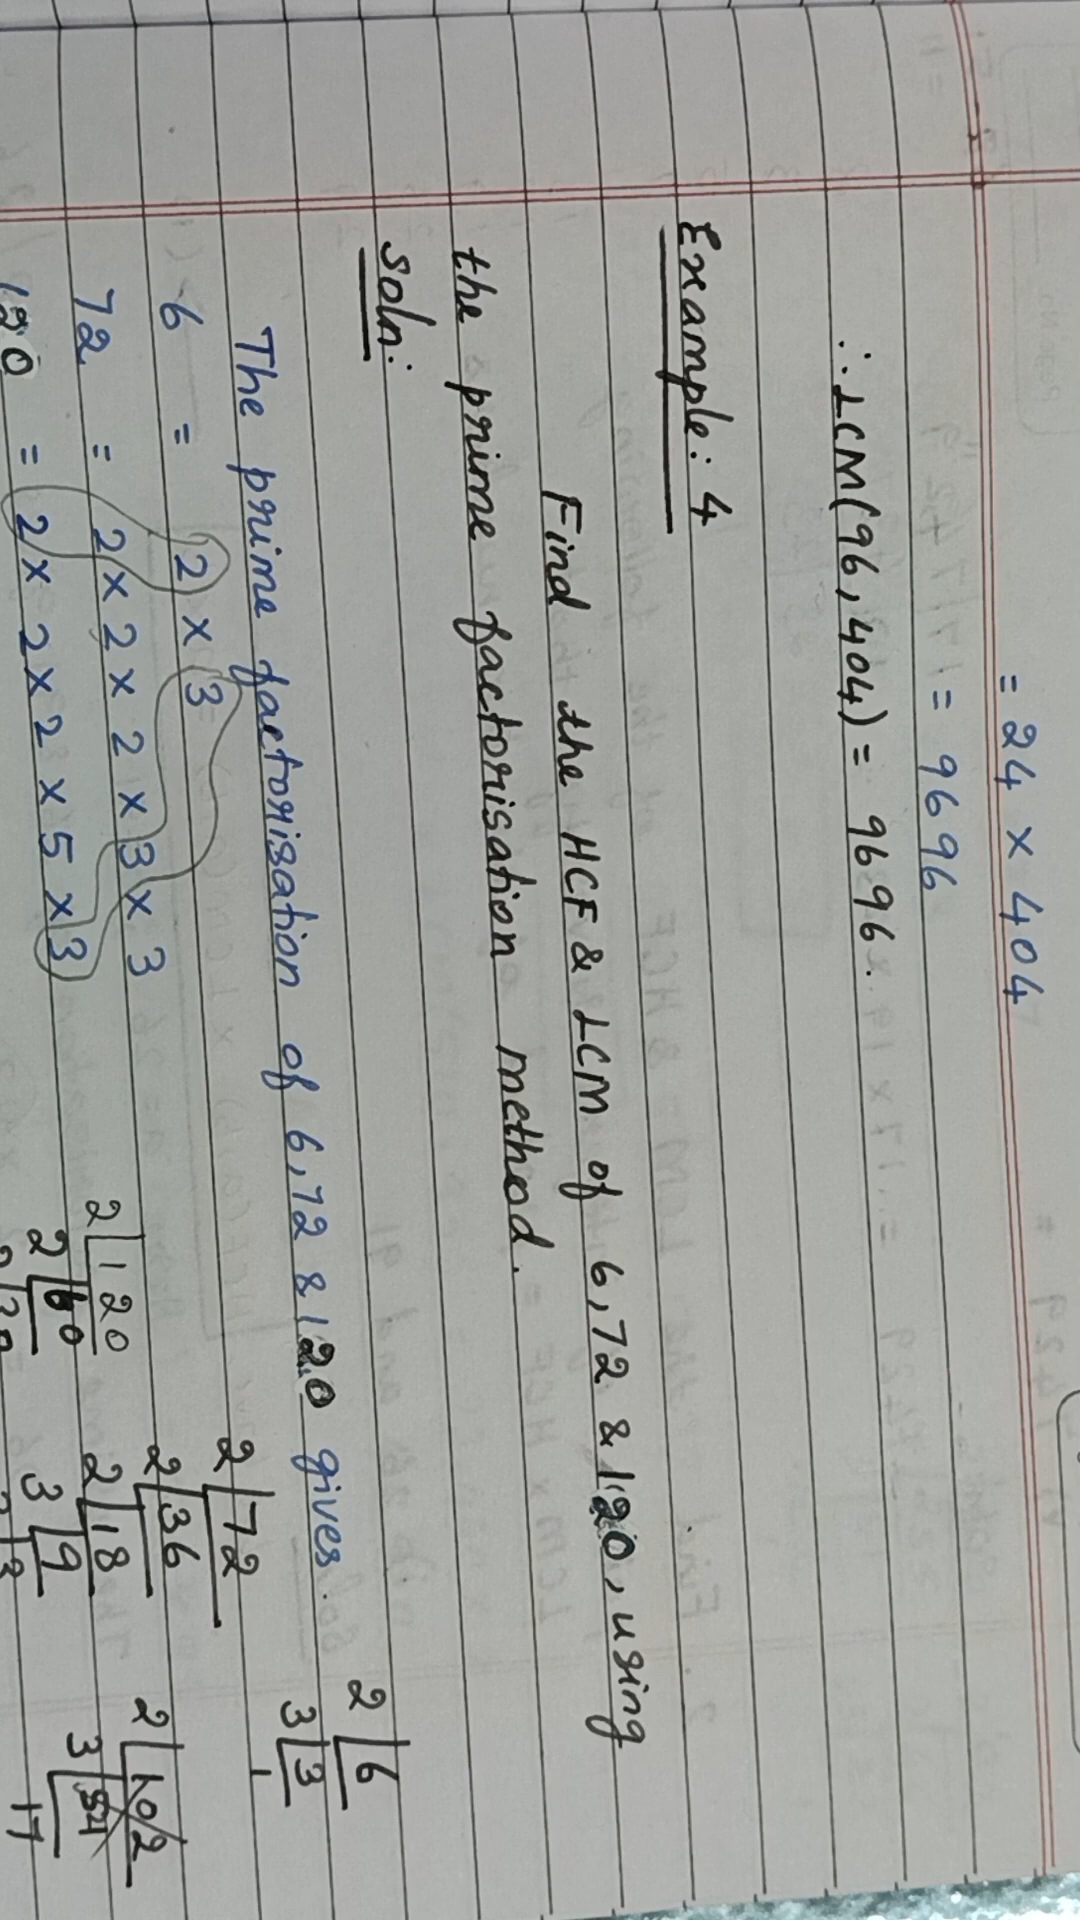 = 24 × 404
= 9696
∴ LCM(96, 404) = 9696.
Example: 4
Find the HCF & LCM of 6, 72 & 120, using
the prime factorisation method.
Soln:
The prime factorisation of 6, 72 & 120 gives.
6 = 2 × 3
72 = 2 × 2 × 2 × 3 × 3
120 = 2 × 2 × 2 × 5 × 3
2 | 6
3 | 3
1
2 | 72
2 | 36
2 | 18
3 | 9
2 | 120
2 | 60
2 | 102
3 | 51
17